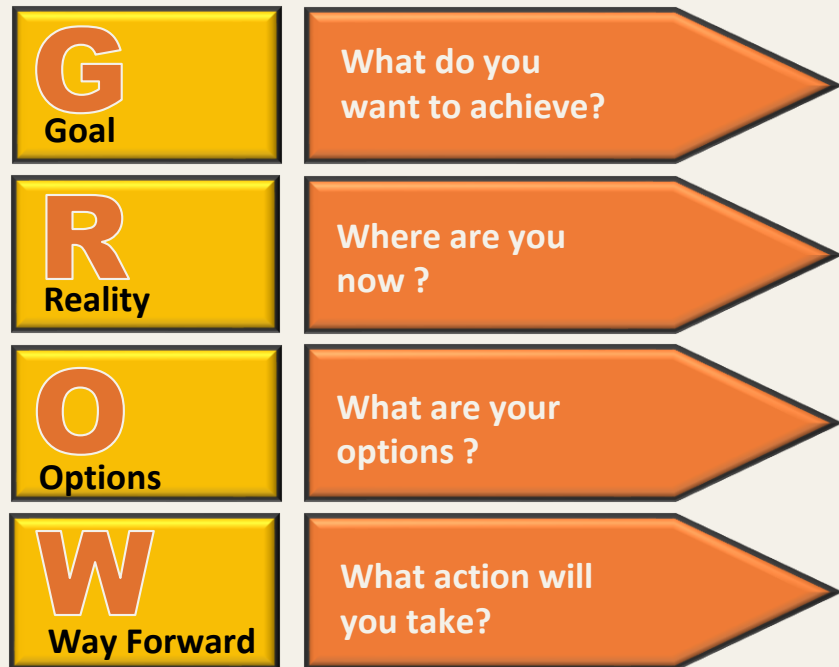 G
Goal
What do you
want to achieve?
R
Reality
Where are you
now ?
O
Options
What are your
options ?
W
Way Forward
What action will
you take?